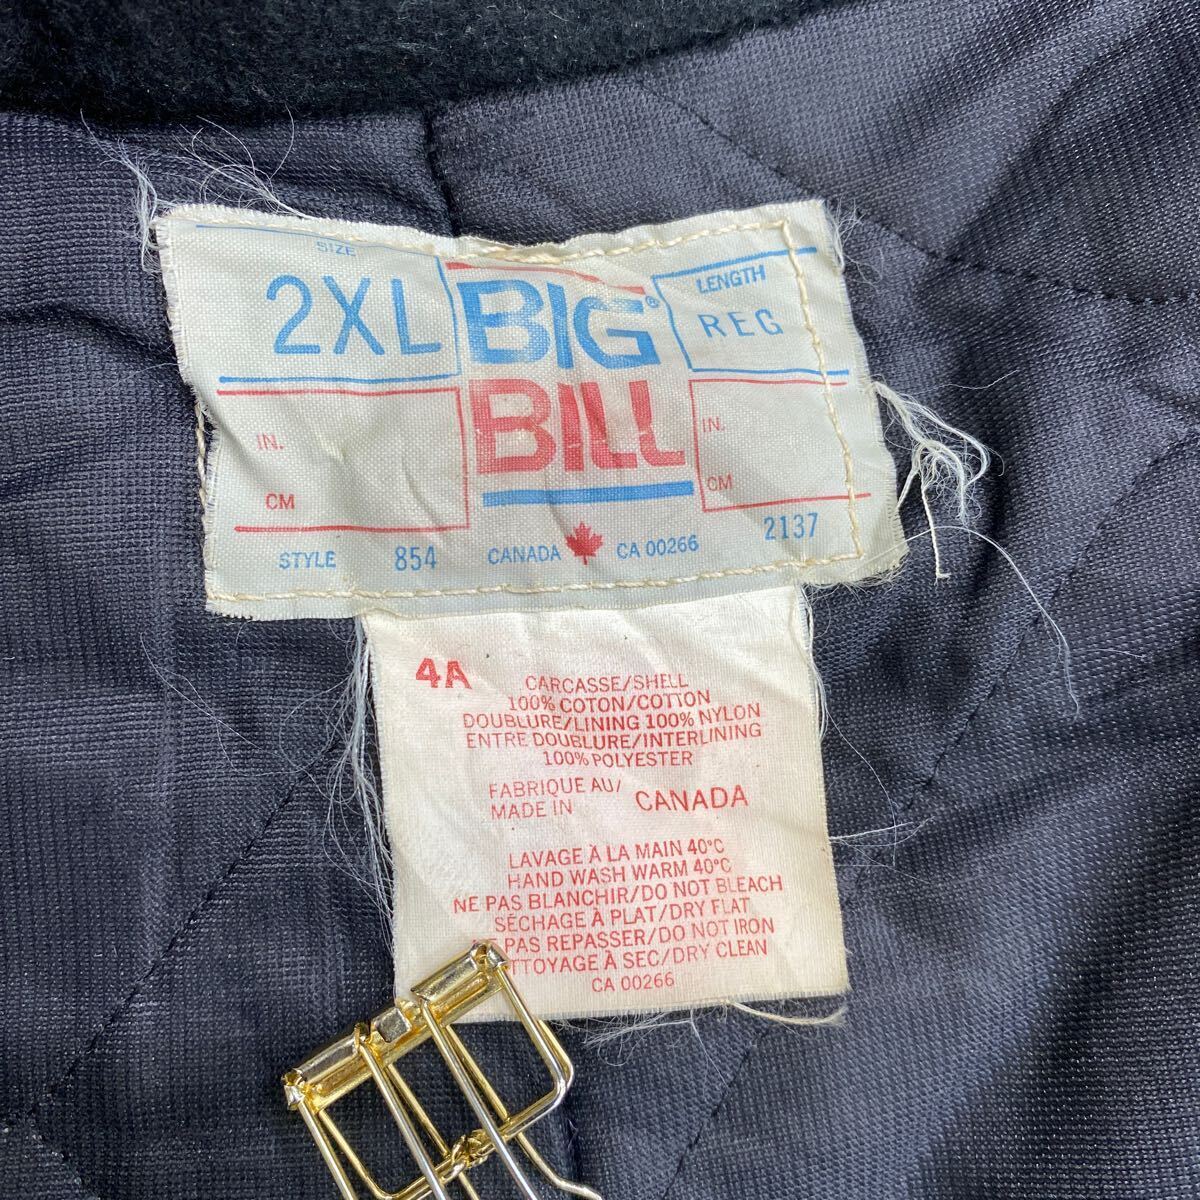 SIZE
2XL
BIG®
BILL
LENGTH
REG
IN.
CM
IN.
CM
STYLE 854
CANADA CA 00266
2137
4A
CARCASSE/SHELL
100% COTON/COTTON
DOUBLURE/LINING 100% NYLON
ENTRE DOUBLURE/INTERLINING
100% POLYESTER
FABRIQUE AU/
MADE IN CANADA
LAVAGE À LA MAIN 40°C
HAND WASH WARM 40°C
NE PAS BLANCHIR/DO NOT BLEACH
SÉCHAGE À PLAT/DRY FLAT
PAS REPASSER/DO NOT IRON
À SEC/DRY CLEAN
CA 00266